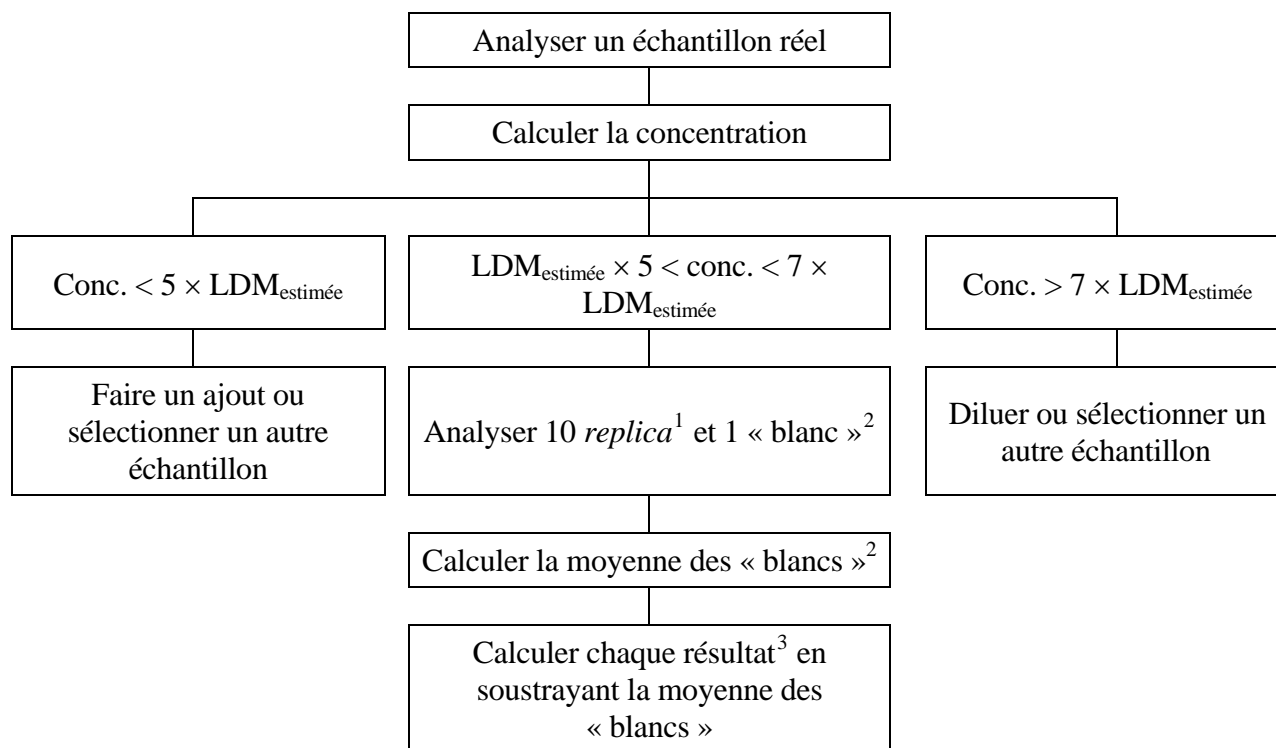 Analyser un échantillon réel
Calculer la concentration
Conc. < 5 × LDMestimée
LDMestimée × 5 < conc. < 7 ×
LDMestimée
Conc. > 7 × LDMestimée
Faire un ajout ou
sélectionner un autre
échantillon
Analyser 10 replica¹ et 1 « blanc »²
Diluer ou sélectionner un
autre échantillon
Calculer la moyenne des « blancs »²
Calculer chaque résultat³ en
soustrayant la moyenne des
« blancs »